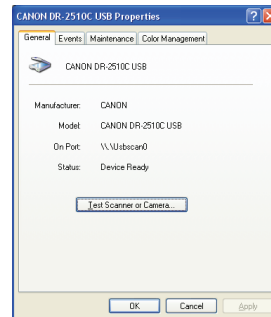 CANON DR-2510C USB Properties
General Events Maintenance Color Management
CANON DR-2510C USB
Manufacturer: CANON
Model: CANON DR-2510C USB
On Port: \\.\Usbscan0
Status: Device Ready
Test Scanner or Camera...
OK Cancel Apply